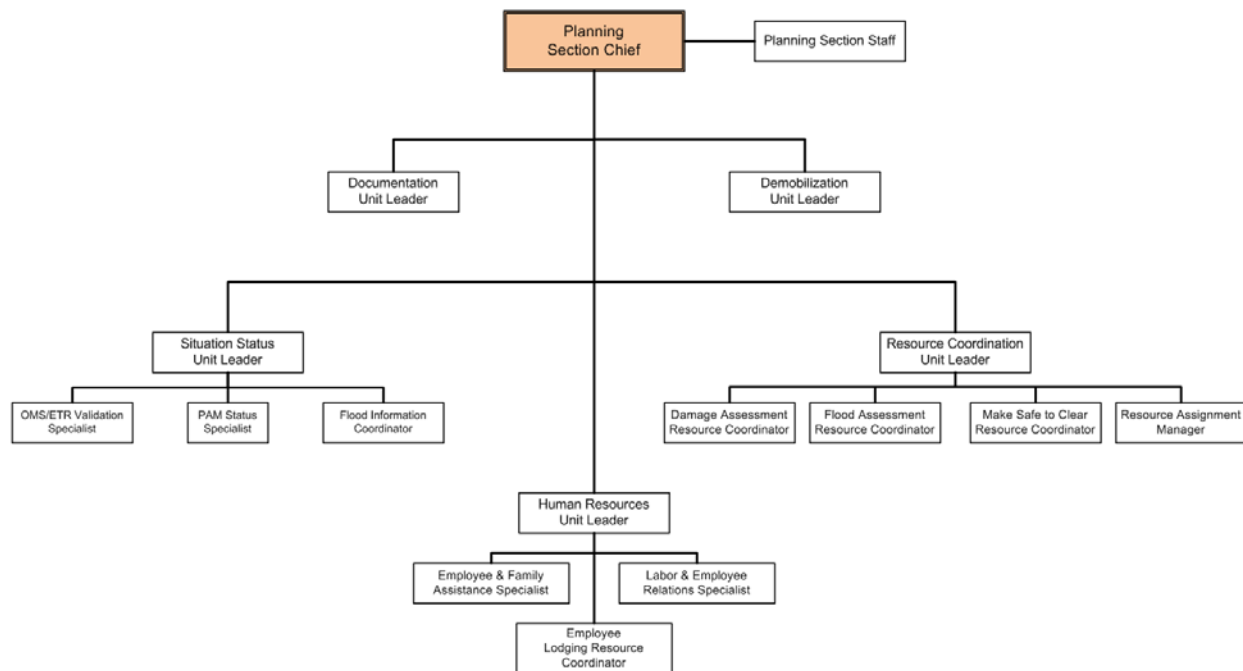 Planning
Section Chief
Planning Section Staff
Documentation
Unit Leader
Demobilization
Unit Leader
Situation Status
Unit Leader
Resource Coordination
Unit Leader
OMS/ETR Validation
Specialist
PAM Status
Specialist
Flood Information
Coordinator
Damage Assessment
Resource Coordinator
Flood Assessment
Resource Coordinator
Make Safe to Clear
Resource Coordinator
Resource Assignment
Manager
Human Resources
Unit Leader
Employee & Family
Assistance Specialist
Labor & Employee
Relations Specialist
Employee
Lodging Resource
Coordinator